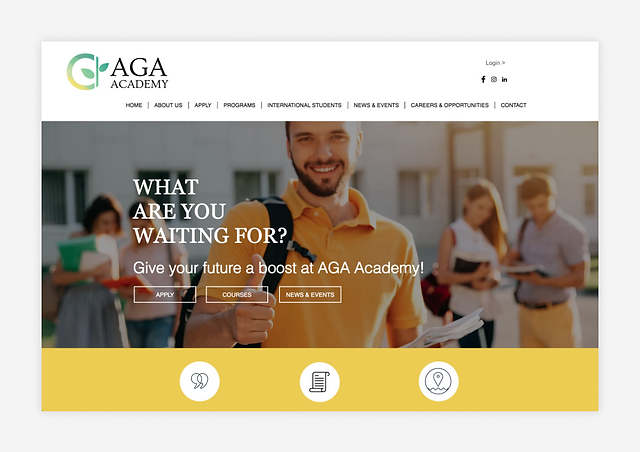 AGA
ACADEMY
Login >
HOME | ABOUT US | APPLY | PROGRAMS | INTERNATIONAL STUDENTS | NEWS & EVENTS | CAREERS & OPPORTUNITIES | CONTACT
WHAT
ARE YOU
WAITING FOR?
Give your future a boost at AGA Academy!
APPLY COURSES NEWS & EVENTS